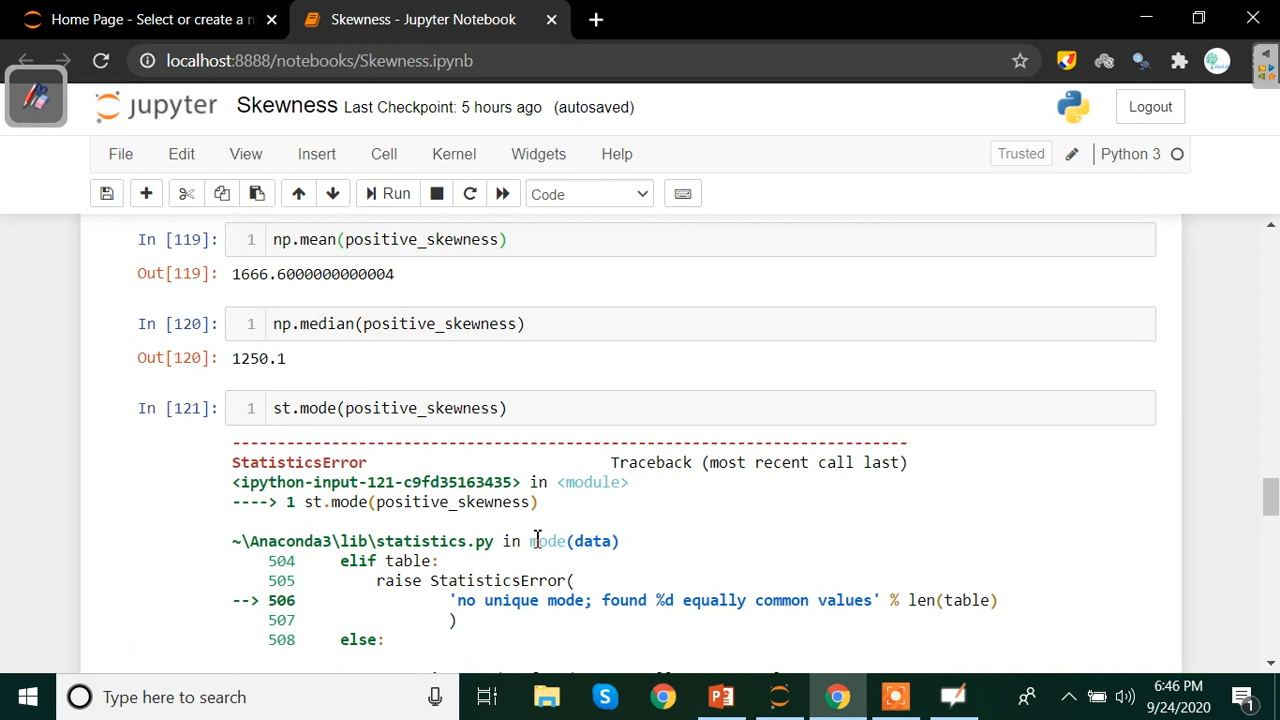 Home Page - Select or create a n
Skewness - Jupyter Notebook
localhost:8888/notebooks/Skewness.ipynb
jupyter Skewness Last Checkpoint: 5 hours ago (autosaved)
Logout
File Edit View Insert Cell Kernel Widgets Help
Trusted Python 3
Run Code
In [119]: 1 np.mean(positive_skewness)
Out[119]: 1666.6000000000004
In [120]: 1 np.median(positive_skewness)
Out[120]: 1250.1
In [121]: 1 st.mode(positive_skewness)
---------------------------------------------------------------------------
StatisticsError Traceback (most recent call last)
<ipython-input-121-c9fd35163435> in <module>
----> 1 st.mode(positive_skewness)
~\Anaconda3\lib\statistics.py in mode(data)
504 elif table:
505 raise StatisticsError(
--> 506 'no unique mode; found %d equally common values' % len(table)
507 )
508 else:
Type here to search
6:46 PM
9/24/2020
1